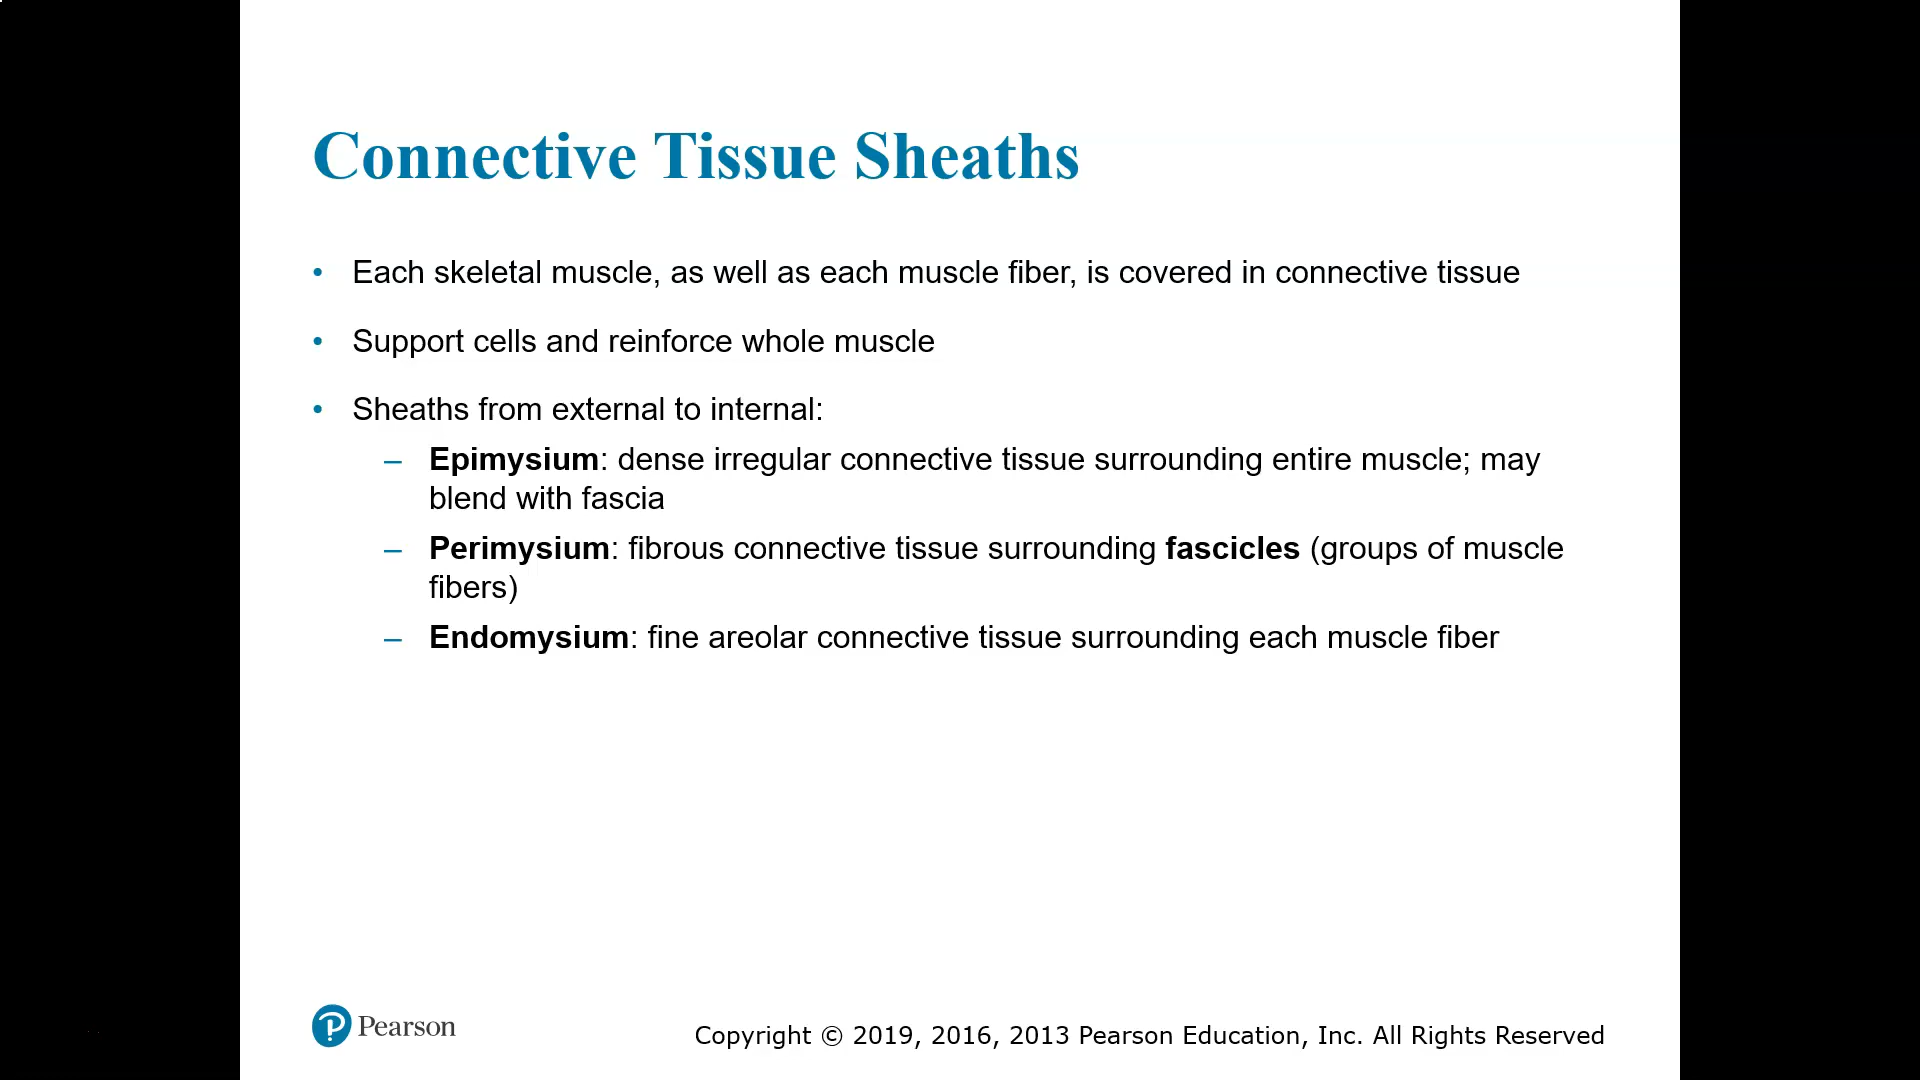 Connective Tissue Sheaths
• Each skeletal muscle, as well as each muscle fiber, is covered in connective tissue
• Support cells and reinforce whole muscle
• Sheaths from external to internal:
– Epimysium: dense irregular connective tissue surrounding entire muscle; may
blend with fascia
– Perimysium: fibrous connective tissue surrounding fascicles (groups of muscle
fibers)
– Endomysium: fine areolar connective tissue surrounding each muscle fiber
Pearson
Copyright © 2019, 2016, 2013 Pearson Education, Inc. All Rights Reserved